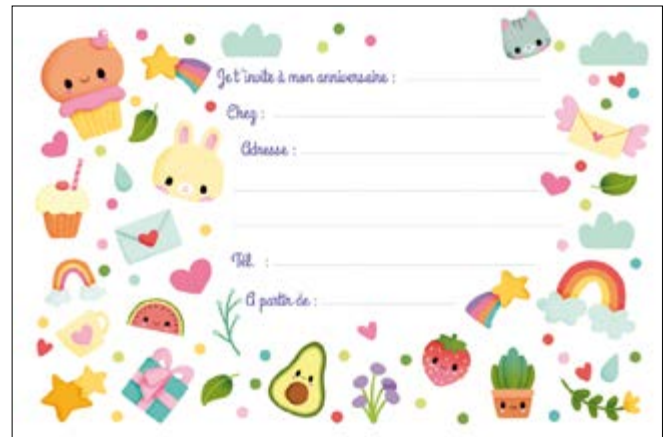 Je t'invite à mon anniversaire :
Chez :
Adresse :
Tél. :
A partir de :